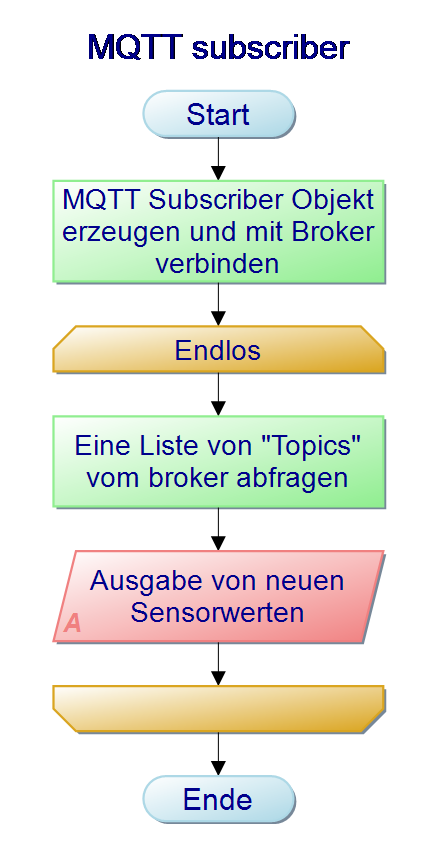 MQTT subscriber
Start
MQTT Subscriber Objekt
erzeugen und mit Broker
verbinden
Endlos
Eine Liste von "Topics"
vom broker abfragen
Ausgabe von neuen
Sensorwerten
A
Ende